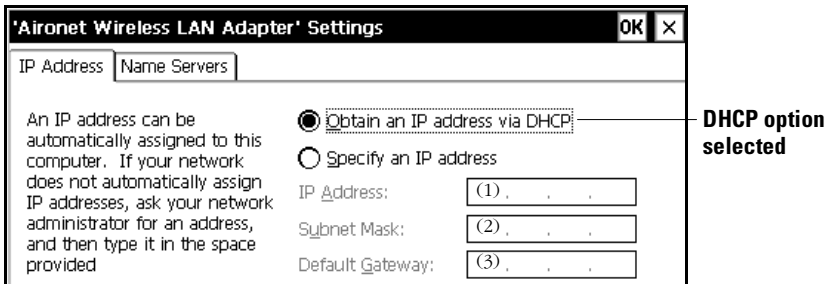 'Aironet Wireless LAN Adapter' Settings OK ×
IP Address Name Servers
An IP address can be
automatically assigned to this
computer. If your network
does not automatically assign
IP addresses, ask your network
administrator for an address,
and then type it in the space
provided
Obtain an IP address via DHCP
Specify an IP address
IP Address: (1) . . .
Subnet Mask: (2) . . .
Default Gateway: (3) . . .
DHCP option
selected